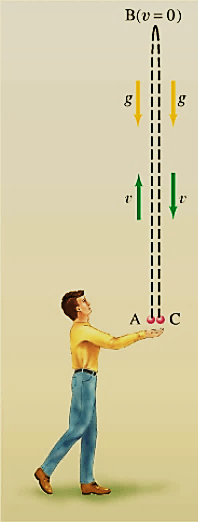 B(v = 0)
g g
v v
A C